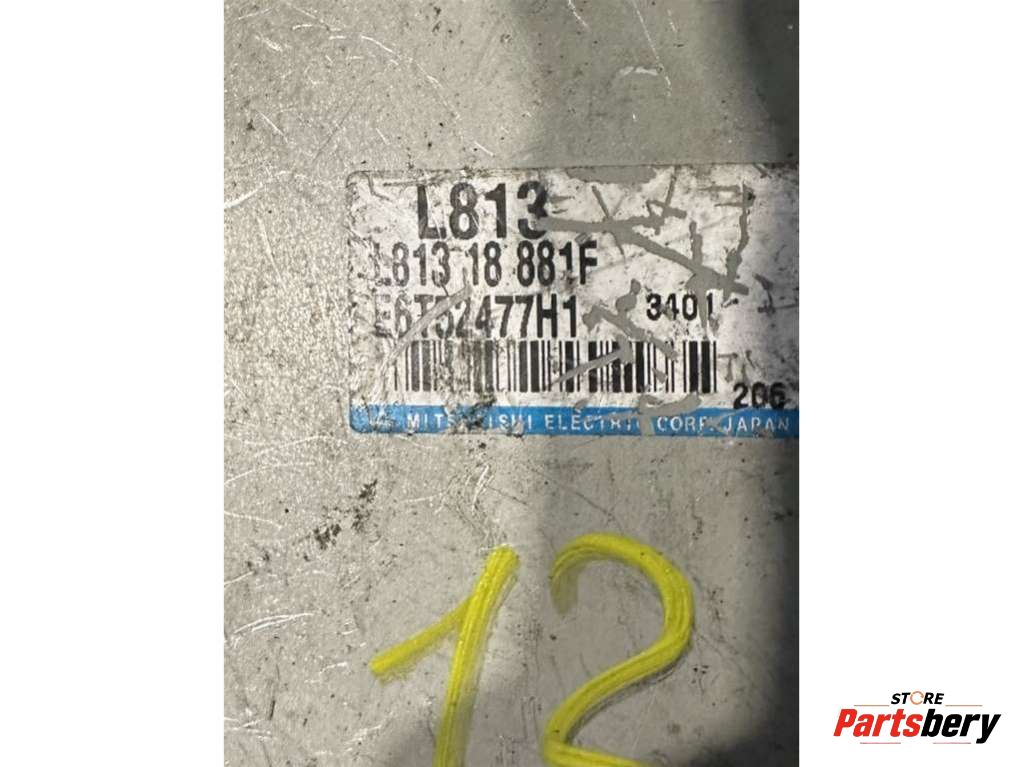 L813
L813 18 881F
E6T52477H1 3401
206
MITSUBISHI ELECTRIC CORP. JAPAN
12
STORE
Partsbery